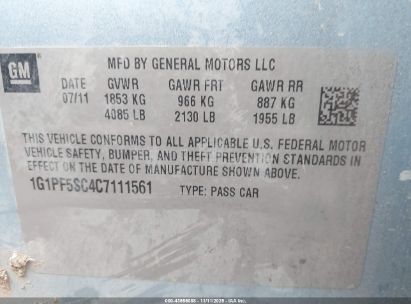 GM
MFD BY GENERAL MOTORS LLC
DATE GVWR GAWR FRT GAWR RR
07/11 1853 KG 966 KG 887 KG
4085 LB 2130 LB 1955 LB
THIS VEHICLE CONFORMS TO ALL APPLICABLE U.S. FEDERAL MOTOR
VEHICLE SAFETY, BUMPER, AND THEFT PREVENTION STANDARDS IN
EFFECT ON THE DATE OF MANUFACTURE SHOWN ABOVE.
1G1PF5SC4C7111561 TYPE: PASS CAR